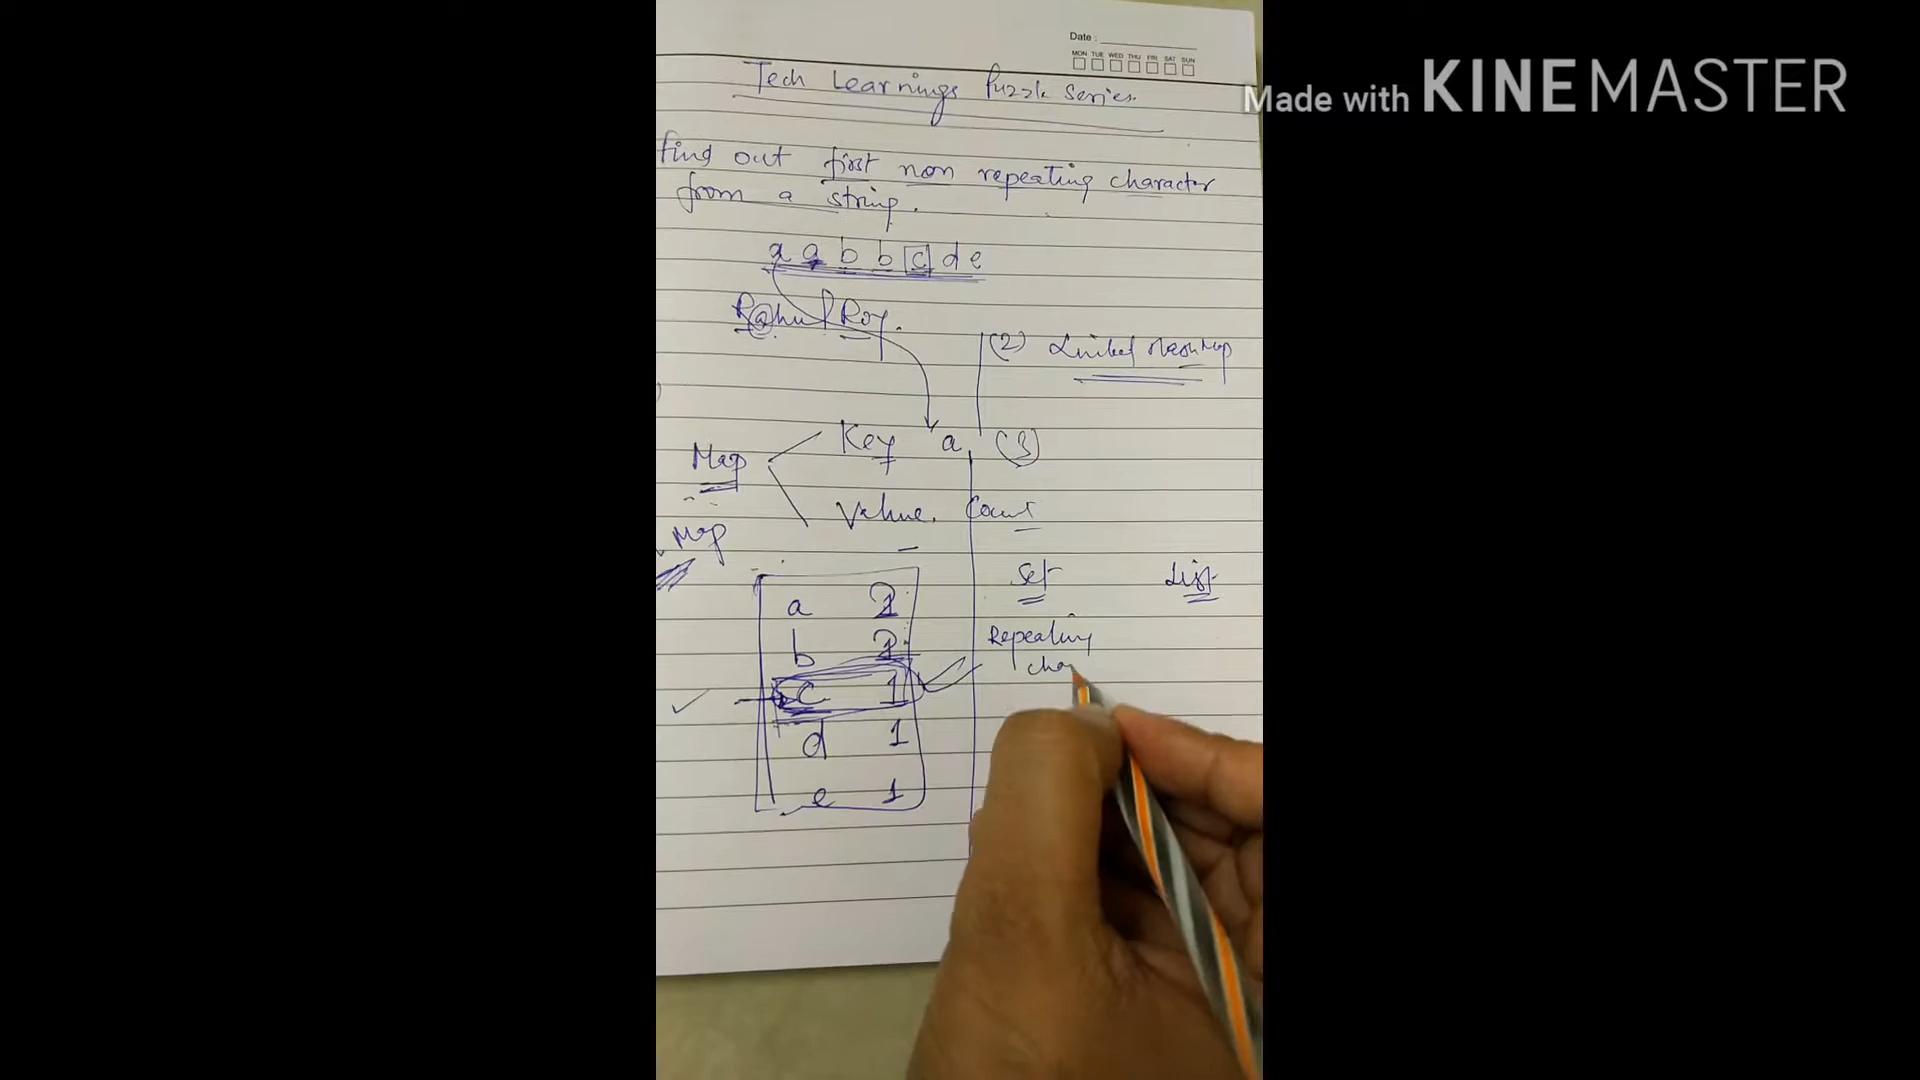 Date :
MON TUE WED THU FRI SAT SUN
Tech Learnings Puzzle Series.
Made with KINEMASTER
find out first non repeating character
from a string.
a a b b c d e
Rahul Roy.
(2) Linked HashMap
Key a (3)
Map
Value. Count
Map
Set List
a 2
Repeating
b 2
cha
c 1
d 1
e 1